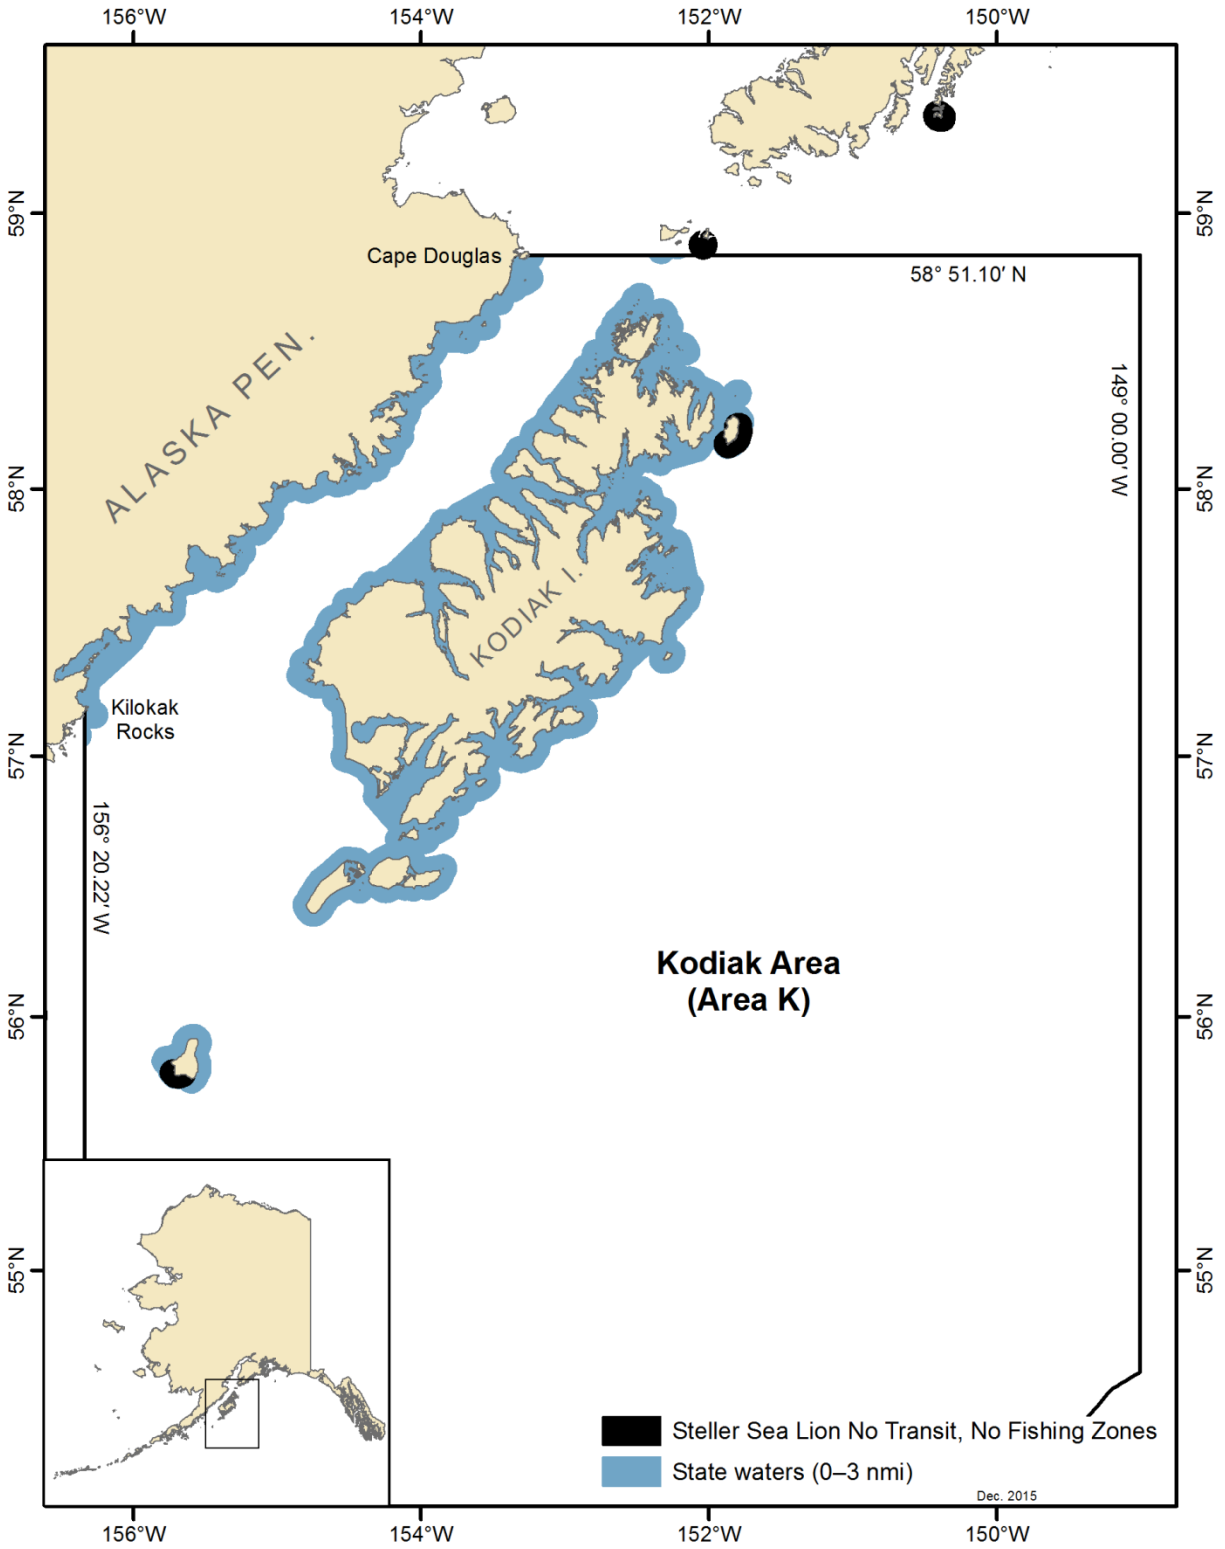 156°W
154°W
152°W
150°W
59°N
59°N
Cape Douglas
58° 51.10' N
ALASKA PEN.
149° 00.00' W
58°N
58°N
KODIAK I.
Kilokak
Rocks
57°N
57°N
156° 20.22' W
Kodiak Area
(Area K)
56°N
56°N
55°N
55°N
Steller Sea Lion No Transit, No Fishing Zones
State waters (0–3 nmi)
Dec. 2015
156°W
154°W
152°W
150°W